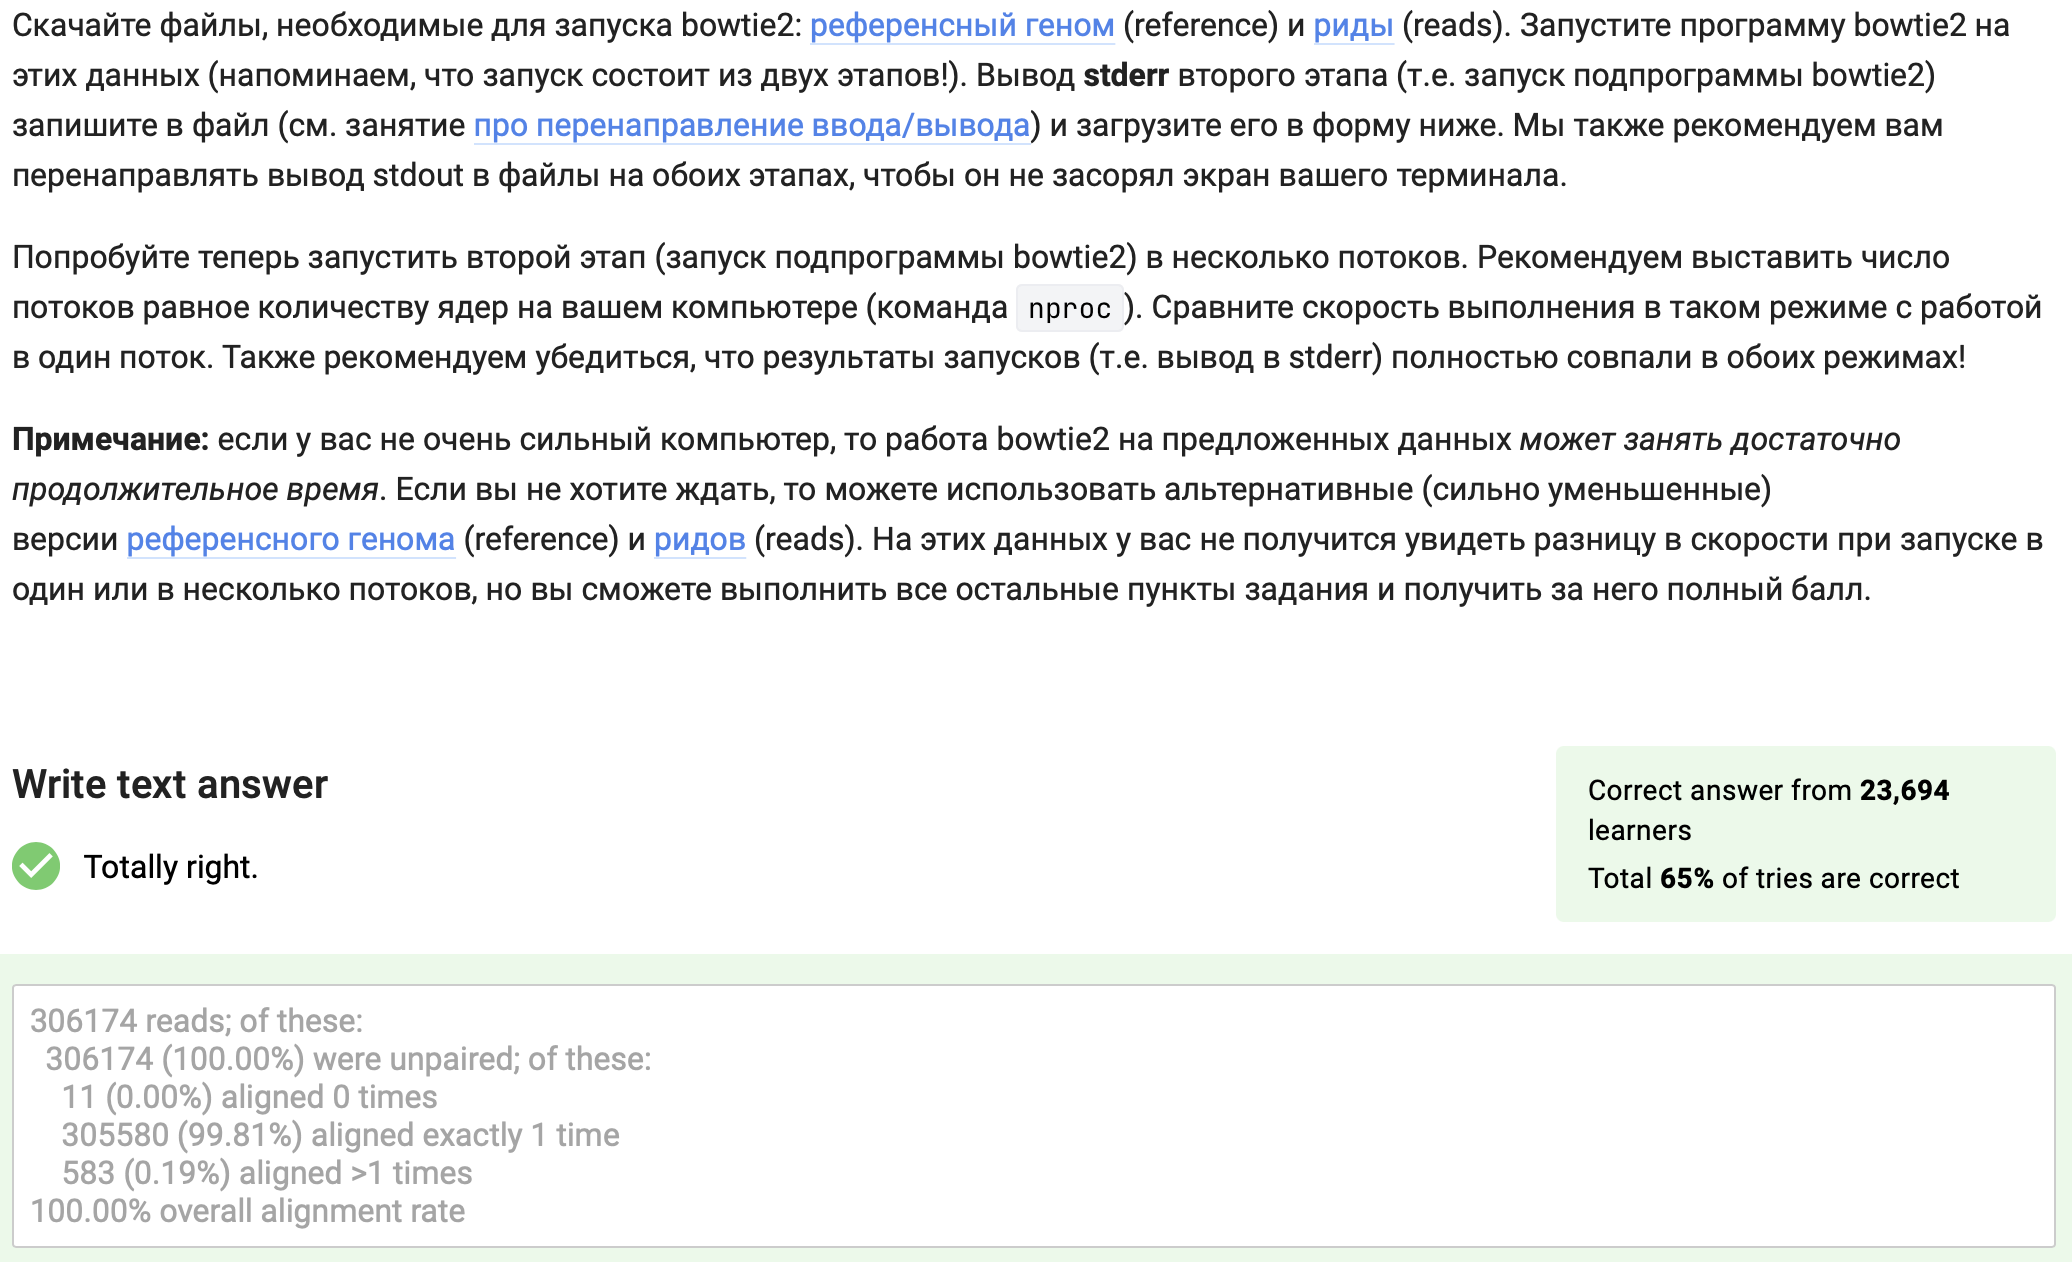 Скачайте файлы, необходимые для запуска bowtie2: референсный геном (reference) и риды (reads). Запустите программу bowtie2 на
этих данных (напоминаем, что запуск состоит из двух этапов!). Вывод stderr второго этапа (т.е. запуск подпрограммы bowtie2)
запишите в файл (см. занятие про перенаправление ввода/вывода) и загрузите его в форму ниже. Мы также рекомендуем вам
перенаправлять вывод stdout в файлы на обоих этапах, чтобы он не засорял экран вашего терминала.
Попробуйте теперь запустить второй этап (запуск подпрограммы bowtie2) в несколько потоков. Рекомендуем выставить число
потоков равное количеству ядер на вашем компьютере (команда nproc). Сравните скорость выполнения в таком режиме с работой
в один поток. Также рекомендуем убедиться, что результаты запусков (т.е. вывод в stderr) полностью совпали в обоих режимах!
Примечание: если у вас не очень сильный компьютер, то работа bowtie2 на предложенных данных может занять достаточно
продолжительное время. Если вы не хотите ждать, то можете использовать альтернативные (сильно уменьшенные)
версии референсного генома (reference) и ридов (reads). На этих данных у вас не получится увидеть разницу в скорости при запуске в
один или в несколько потоков, но вы сможете выполнить все остальные пункты задания и получить за него полный балл.
Write text answer
Totally right.
Correct answer from 23,694
learners
Total 65% of tries are correct
306174 reads; of these:
306174 (100.00%) were unpaired; of these:
11 (0.00%) aligned 0 times
305580 (99.81%) aligned exactly 1 time
583 (0.19%) aligned >1 times
100.00% overall alignment rate